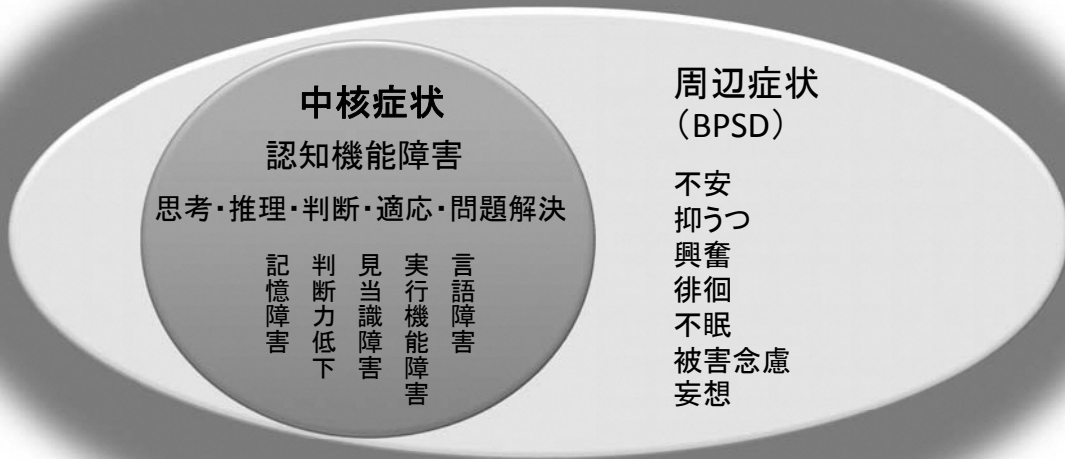 中核症状
認知機能障害
思考・推理・判断・適応・問題解決
記憶障害
判断力低下
見当識障害
実行機能障害
言語障害
周辺症状
（BPSD）
不安
抑うつ
興奮
徘徊
不眠
被害念慮
妄想